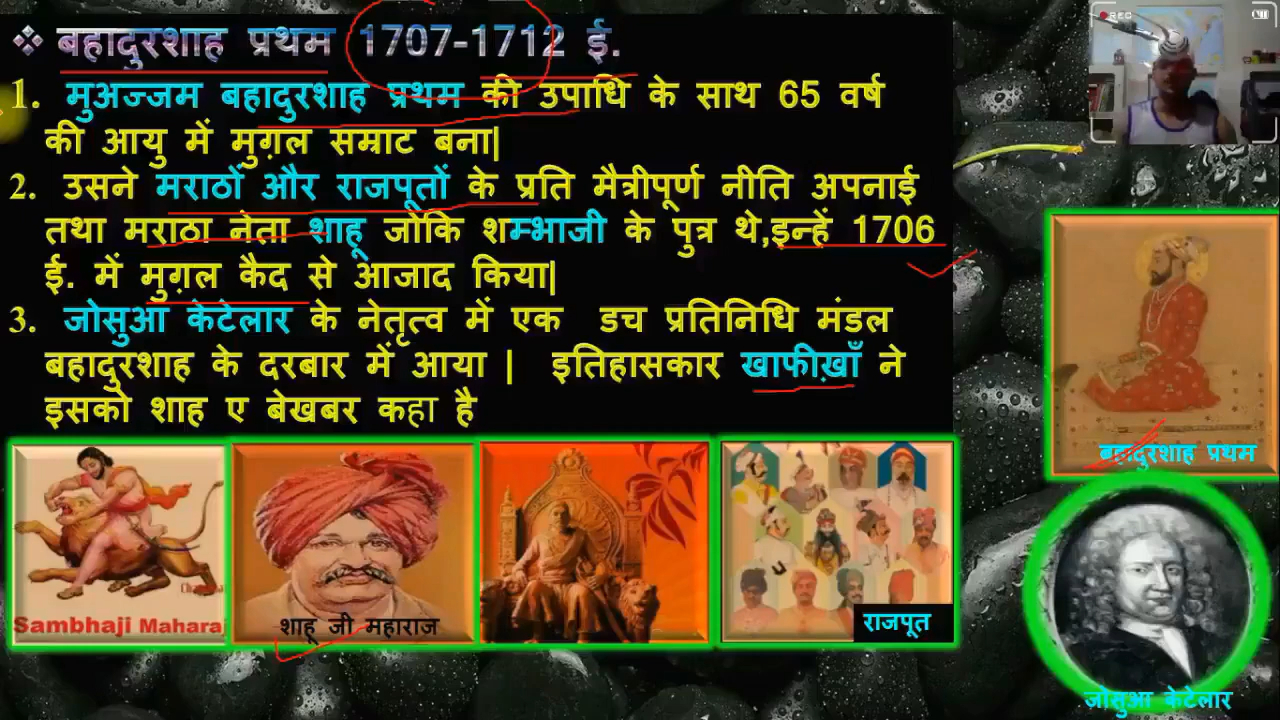 ❖ बहादुरशाह प्रथम 1707-1712 ई.
1. मुअज्जम बहादुरशाह प्रथम की उपाधि के साथ 65 वर्ष
की आयु में मुग़ल सम्राट बना|
2. उसने मराठों और राजपूतों के प्रति मैत्रीपूर्ण नीति अपनाई
तथा मराठा नेता शाहू जोकि शम्भाजी के पुत्र थे,इन्हें 1706
ई. में मुग़ल कैद से आजाद किया|
3. जोसुआ केटेलार के नेतृत्व में एक डच प्रतिनिधि मंडल
बहादुरशाह के दरबार में आया | इतिहासकार खाफीख़ाँ ने
इसको शाह ए बेखबर कहा है
REC
बहादुरशाह प्रथम
Sambhaji Maharaj
शाहू जी महाराज
राजपूत
जोसुआ केटेलार